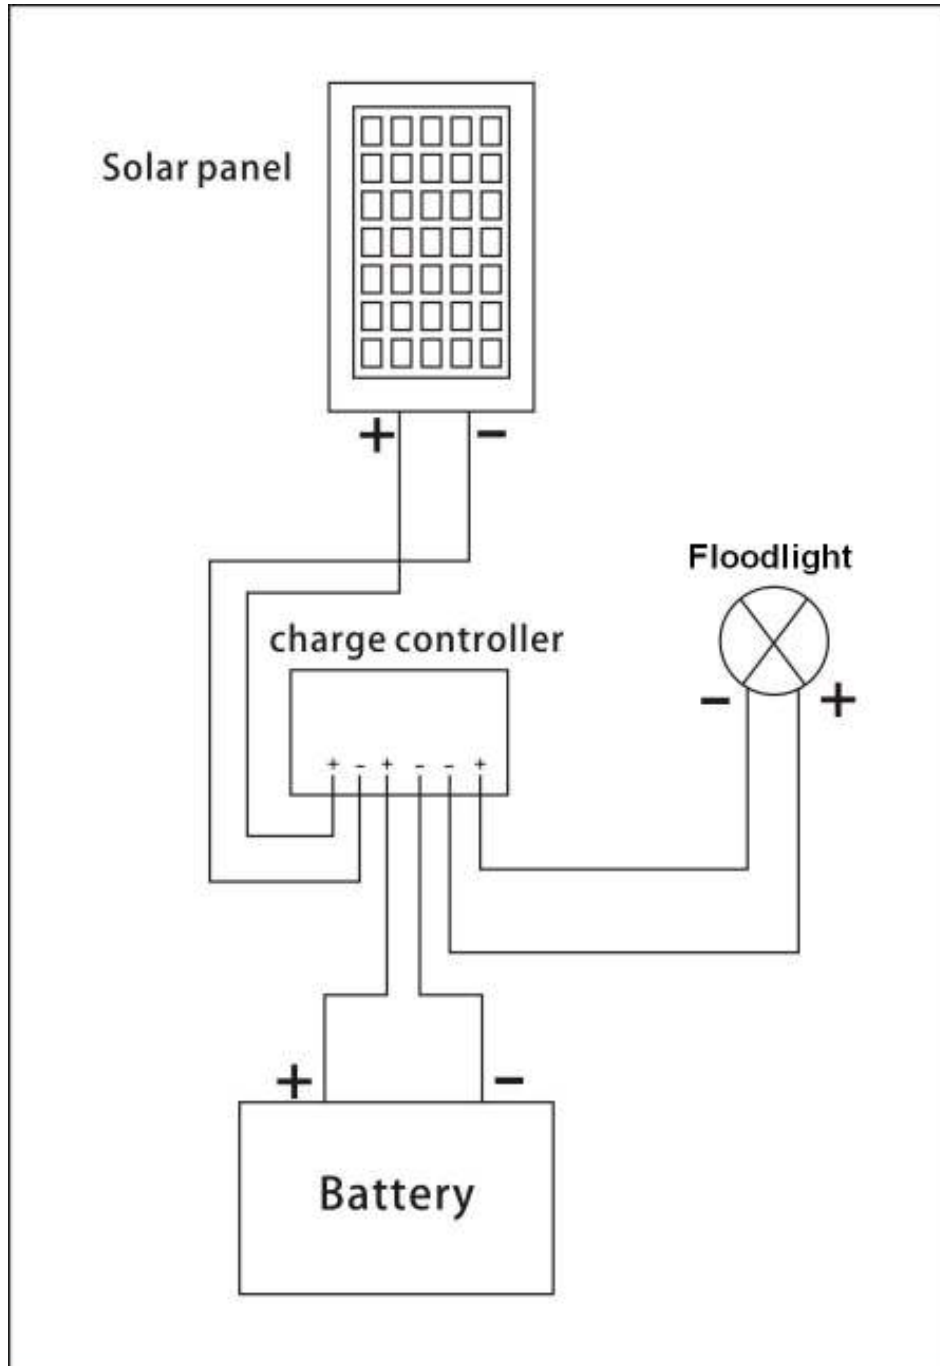 Solar panel
+ −
Floodlight
charge controller
− +
+ − + − − +
+ −
Battery